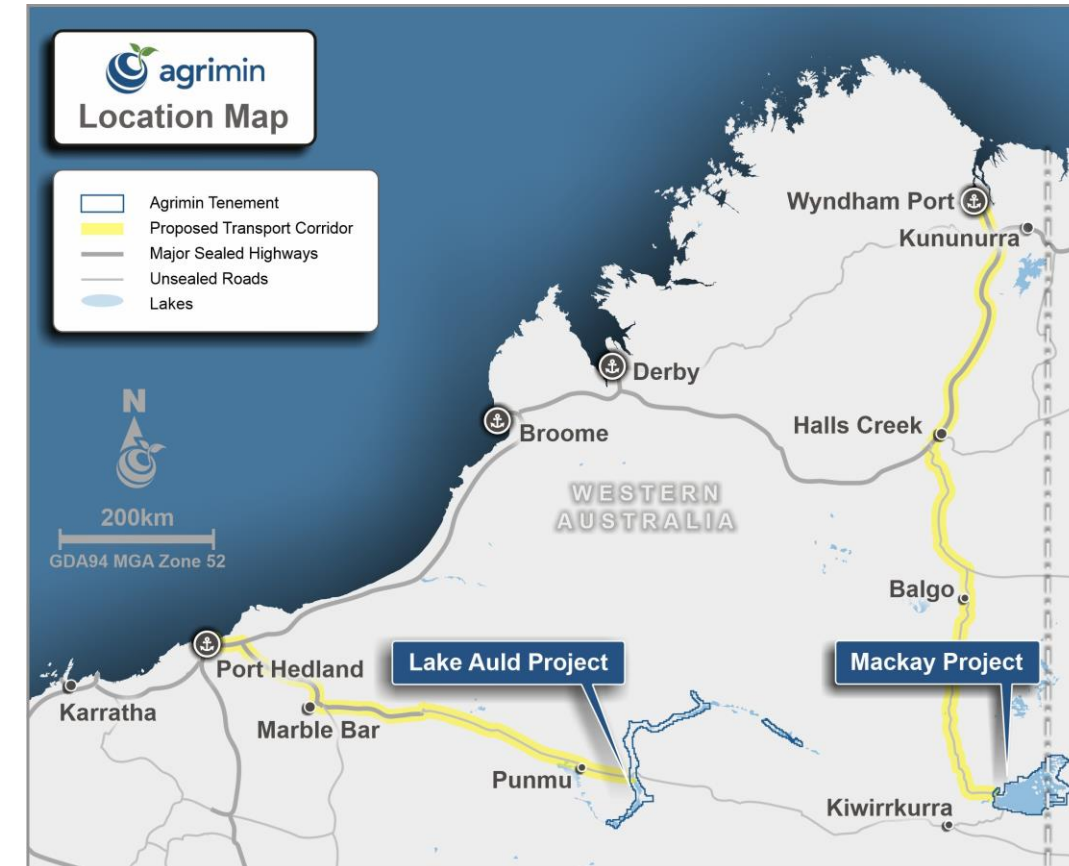 agrimin
Location Map
Agrimin Tenement
Proposed Transport Corridor
Major Sealed Highways
Unsealed Roads
Lakes
N
200km
GDA94 MGA Zone 52
Wyndham Port
Kununurra
Derby
Broome
Halls Creek
WESTERN
AUSTRALIA
Balgo
Port Hedland
Lake Auld Project
Mackay Project
Karratha
Marble Bar
Punmu
Kiwirrkurra